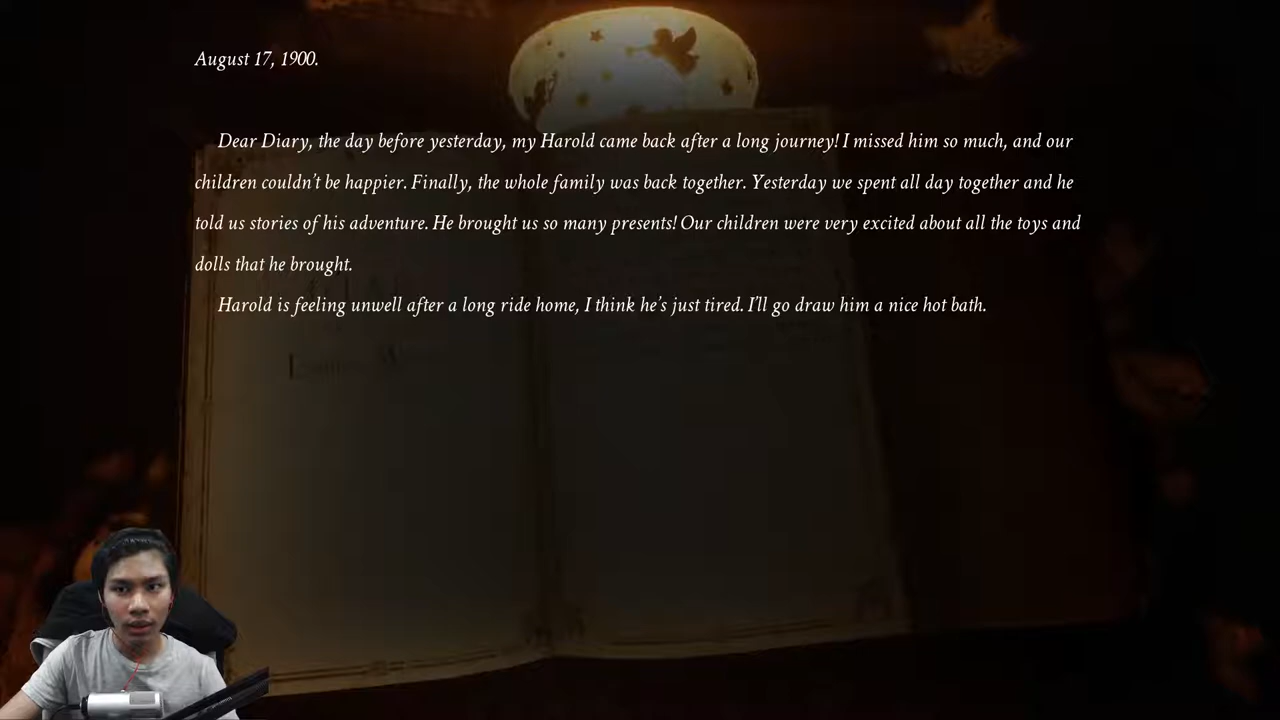 August 17, 1900.
Dear Diary, the day before yesterday, my Harold came back after a long journey! I missed him so much, and our
children couldn't be happier. Finally, the whole family was back together. Yesterday we spent all day together and he
told us stories of his adventure. He brought us so many presents! Our children were very excited about all the toys and
dolls that he brought.
Harold is feeling unwell after a long ride home, I think he's just tired. I'll go draw him a nice hot bath.